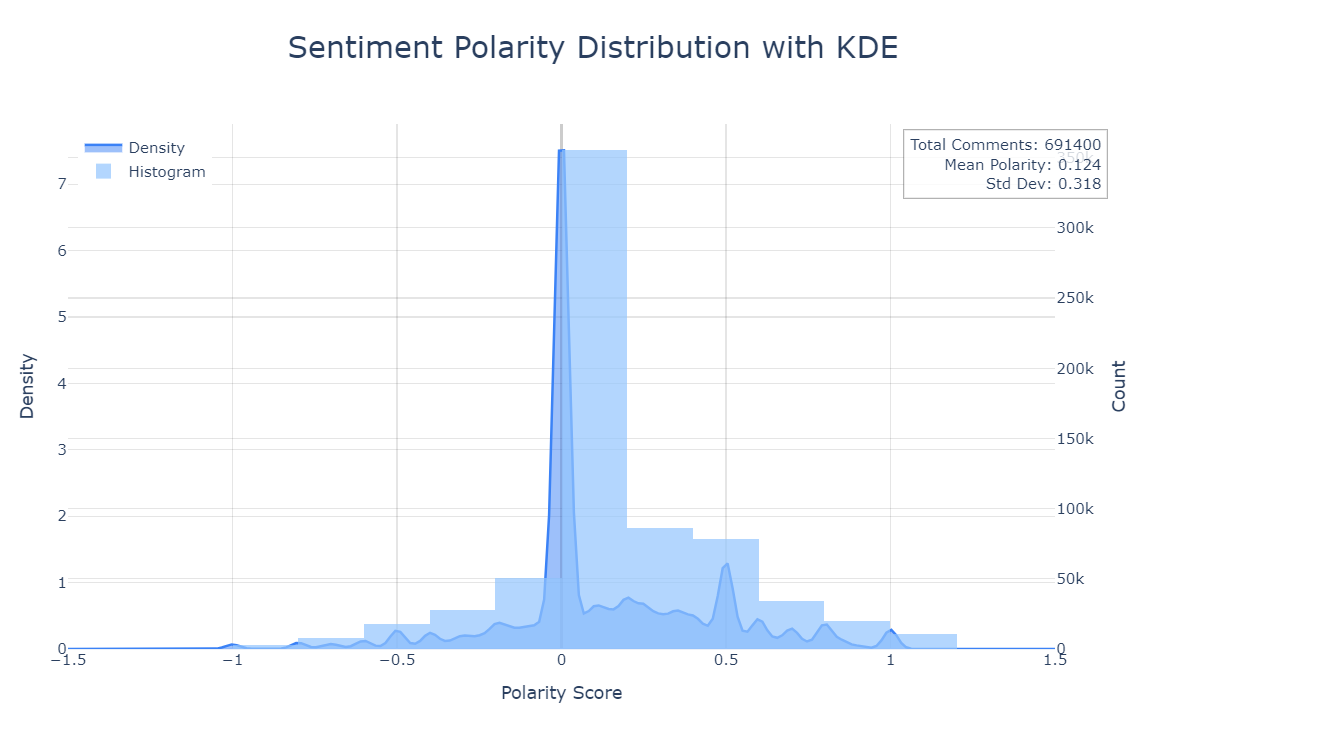 Sentiment Polarity Distribution with KDE
Density
Histogram
Total Comments: 691400
Mean Polarity: 0.124
Std Dev: 0.318
7
6
5
4
3
2
1
0
Density
350k
300k
250k
200k
150k
100k
50k
0
Count
−1.5
−1
−0.5
0
0.5
1
1.5
Polarity Score